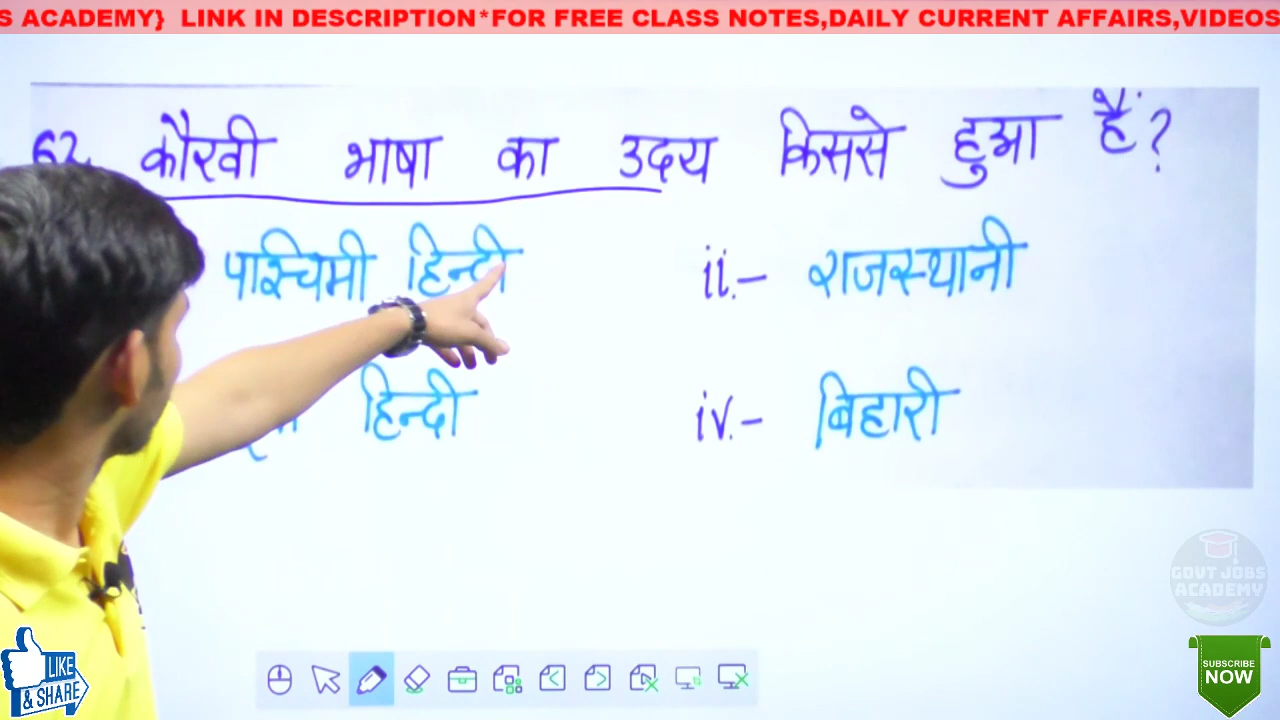 S ACADEMY} LINK IN DESCRIPTION*FOR FREE CLASS NOTES,DAILY CURRENT AFFAIRS,VIDEOS
62. कौरवी भाषा का उदय किससे हुआ हैं?
पाश्चिमी हिन्दी ii.- राजस्थानी
हिन्दी iv.- बिहारी
GOVT JOBS
ACADEMY
LIKE
& SHARE
SUBSCRIBE
NOW